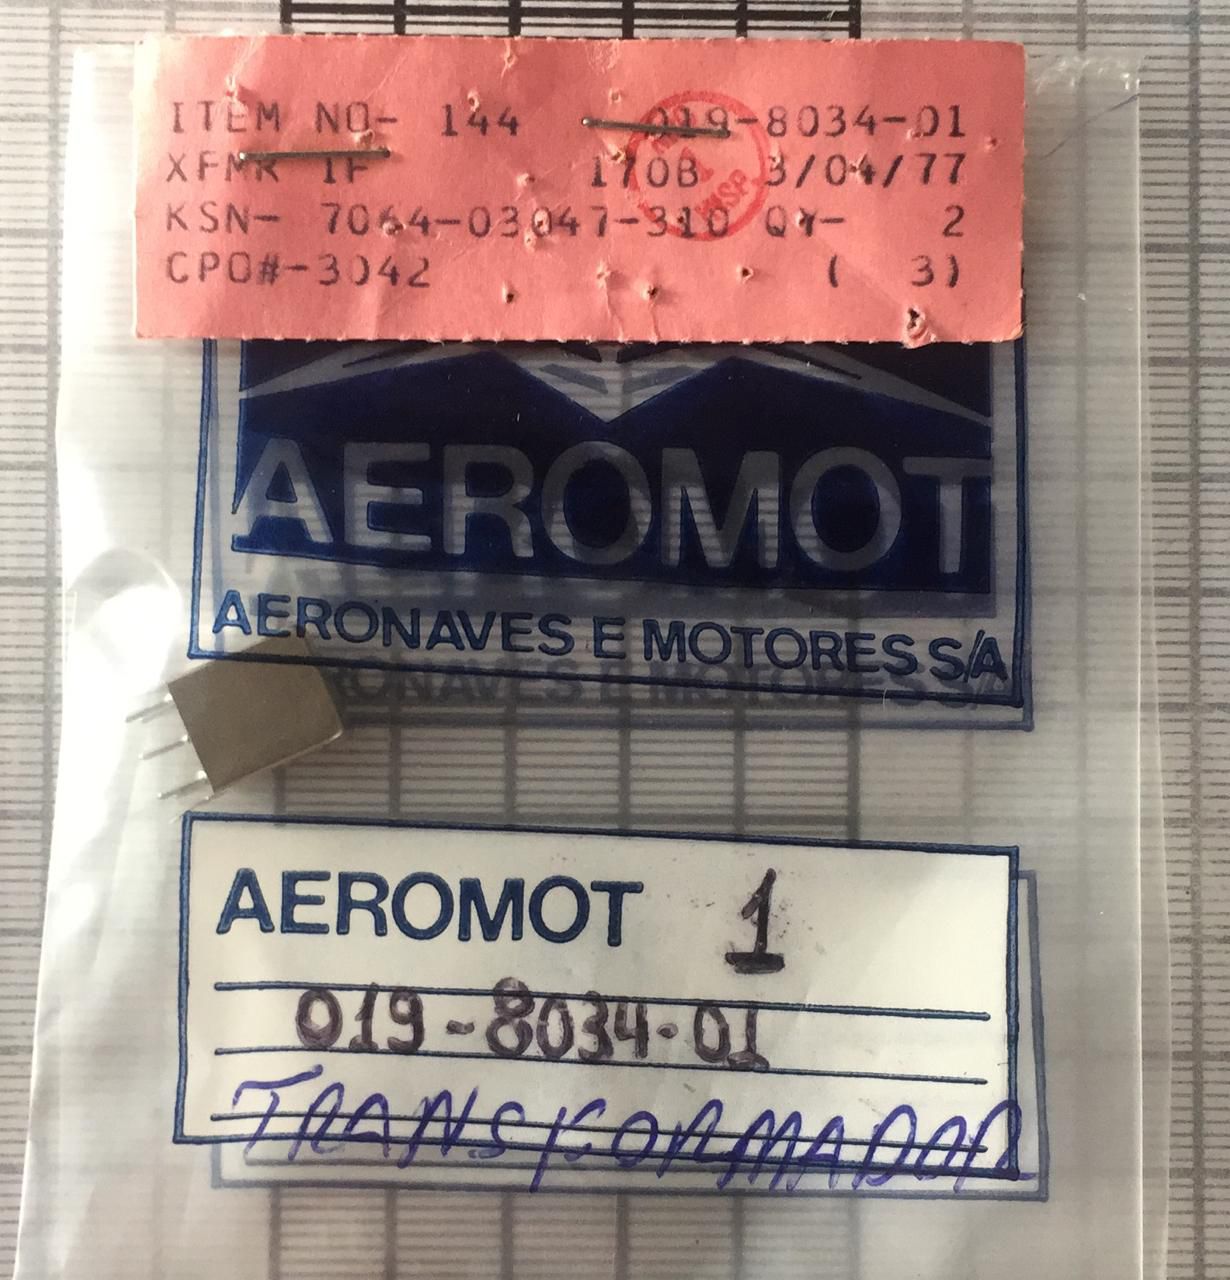 ITEM NO- 144 019-8034-01
XFMR IF 170B 3/04/77
KSN- 7064-03047-310 QY- 2
CPO#-3042 ( 3)
INSP.
AEROMOT
AERONAVES E MOTORES S/A
AEROMOT 1
019-8034-01
TRANSFORMADOR